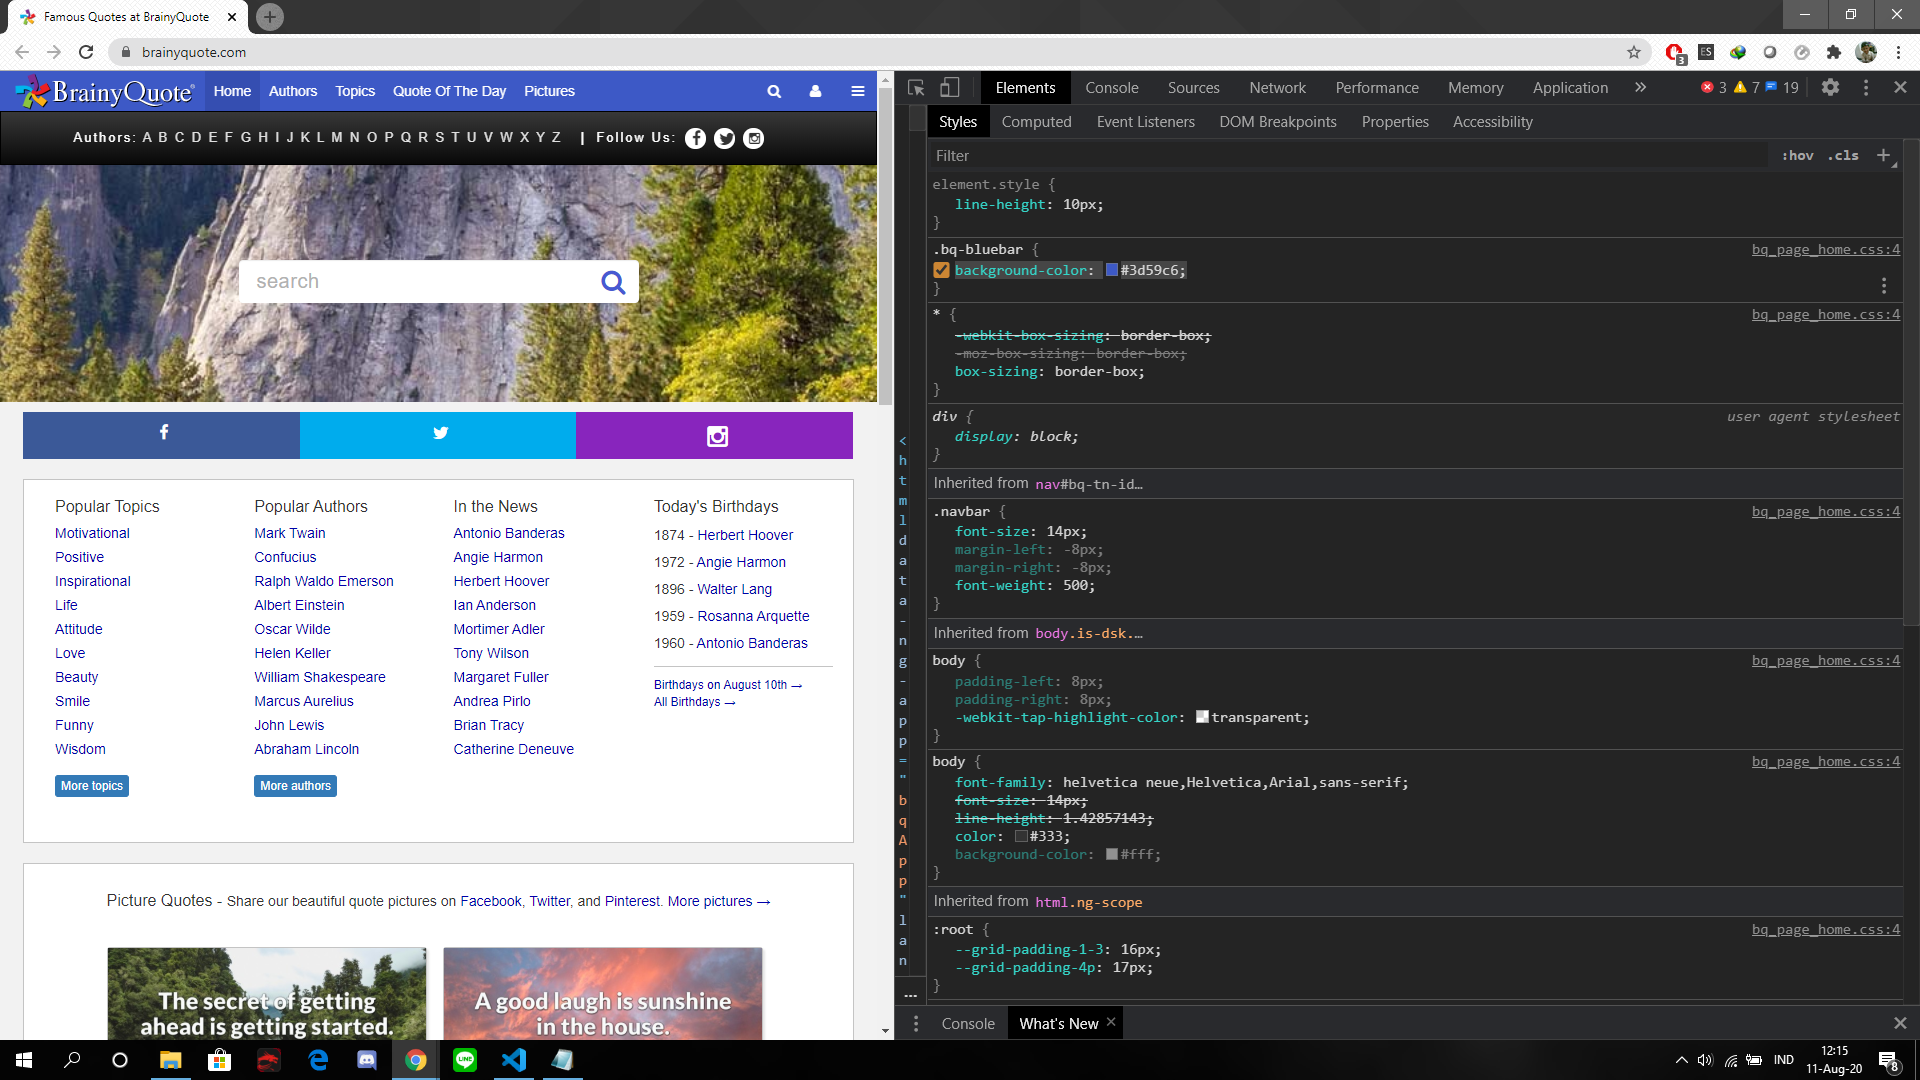 Famous Quotes at BrainyQuote
brainyquote.com
3
ES
BrainyQuote Home Authors Topics Quote Of The Day Pictures
Authors: A B C D E F G H I J K L M N O P Q R S T U V W X Y Z | Follow Us:
search
Popular Topics
Motivational
Positive
Inspirational
Life
Attitude
Love
Beauty
Smile
Funny
Wisdom
More topics
Popular Authors
Mark Twain
Confucius
Ralph Waldo Emerson
Albert Einstein
Oscar Wilde
Helen Keller
William Shakespeare
Marcus Aurelius
John Lewis
Abraham Lincoln
More authors
In the News
Antonio Banderas
Angie Harmon
Herbert Hoover
Ian Anderson
Mortimer Adler
Tony Wilson
Margaret Fuller
Andrea Pirlo
Brian Tracy
Catherine Deneuve
Today's Birthdays
1874 - Herbert Hoover
1972 - Angie Harmon
1896 - Walter Lang
1959 - Rosanna Arquette
1960 - Antonio Banderas
Birthdays on August 10th →
All Birthdays →
Picture Quotes - Share our beautiful quote pictures on Facebook, Twitter, and Pinterest. More pictures →
The secret of getting
ahead is getting started.
A good laugh is sunshine
in the house.
Elements Console Sources Network Performance Memory Application » 3 7 19
Styles Computed Event Listeners DOM Breakpoints Properties Accessibility
Filter :hov .cls +
<
h
t
m
l
d
a
t
a
-
n
g
-
a
p
p
=
"
b
q
A
p
p
"
l
a
n
...
element.style {
line-height: 10px;
}
.bq-bluebar { bq_page_home.css:4
background-color: #3d59c6;
}
* { bq_page_home.css:4
-webkit-box-sizing: border-box;
-moz-box-sizing: border-box;
box-sizing: border-box;
}
div { user agent stylesheet
display: block;
}
Inherited from nav#bq-tn-id…
.navbar { bq_page_home.css:4
font-size: 14px;
margin-left: -8px;
margin-right: -8px;
font-weight: 500;
}
Inherited from body.is-dsk.…
body { bq_page_home.css:4
padding-left: 8px;
padding-right: 8px;
-webkit-tap-highlight-color: transparent;
}
body { bq_page_home.css:4
font-family: helvetica neue,Helvetica,Arial,sans-serif;
font-size: 14px;
line-height: 1.42857143;
color: #333;
background-color: #fff;
}
Inherited from html.ng-scope
:root { bq_page_home.css:4
--grid-padding-1-3: 16px;
--grid-padding-4p: 17px;
}
Console What's New
LINE
IND
12:15
11-Aug-20
8